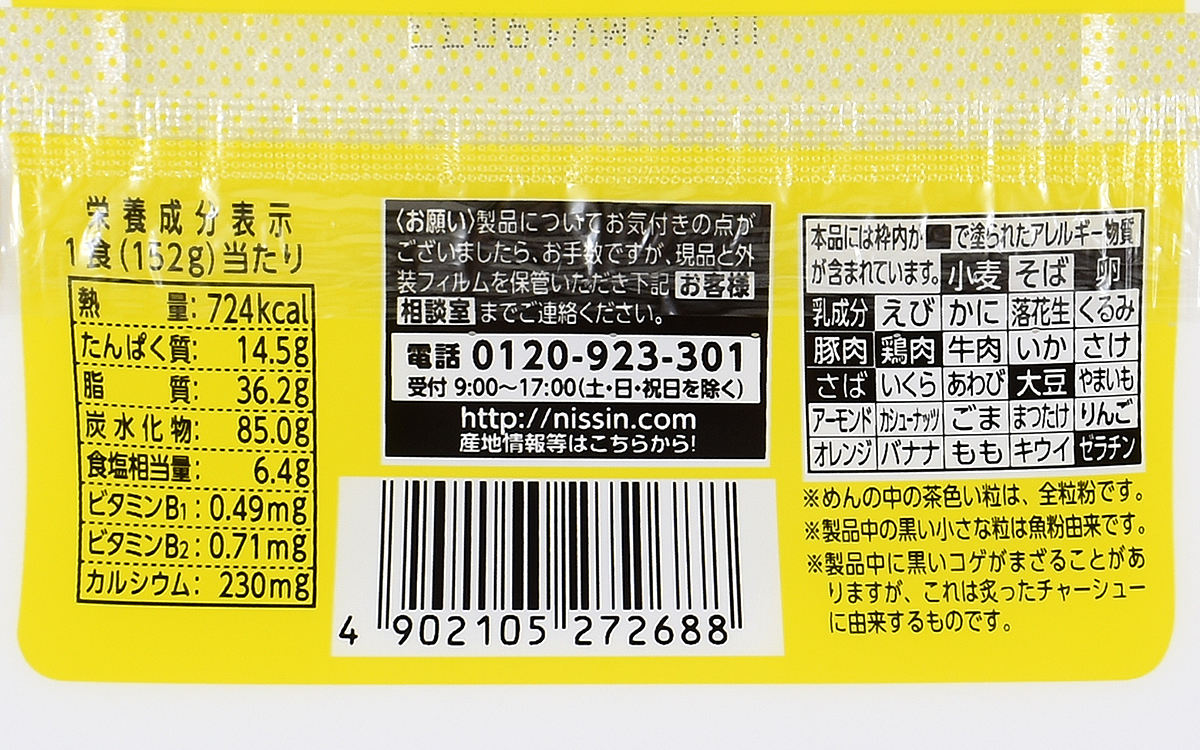 栄養成分表示
1食(152g)当たり
熱量: 724kcal
たんぱく質: 14.5g
脂質: 36.2g
炭水化物: 85.0g
食塩相当量: 6.4g
ビタミンB1: 0.49mg
ビタミンB2: 0.71mg
カルシウム: 230mg
〈お願い〉製品についてお気付きの点が
ございましたら、お手数ですが、現品と外
装フィルムを保管いただき下記 お客様
相談室 までご連絡ください。
電話 0120-923-301
受付 9:00〜17:00(土・日・祝日を除く)
http://nissin.com
産地情報等はこちらから!
4 902105 272688
本品には枠内が■で塗られたアレルギー物質
が含まれています。 小麦 そば 卵
乳成分 えび かに 落花生 くるみ
豚肉 鶏肉 牛肉 いか さけ
さば いくら あわび 大豆 やまいも
アーモンド カシューナッツ ごま まつたけ りんご
オレンジ バナナ もも キウイ ゼラチン
※めんの中の茶色い粒は、全粒粉です。
※製品中の黒い小さな粒は魚粉由来です。
※製品中に黒いコゲがまざることがあ
りますが、これは炙ったチャーシュー
に由来するものです。